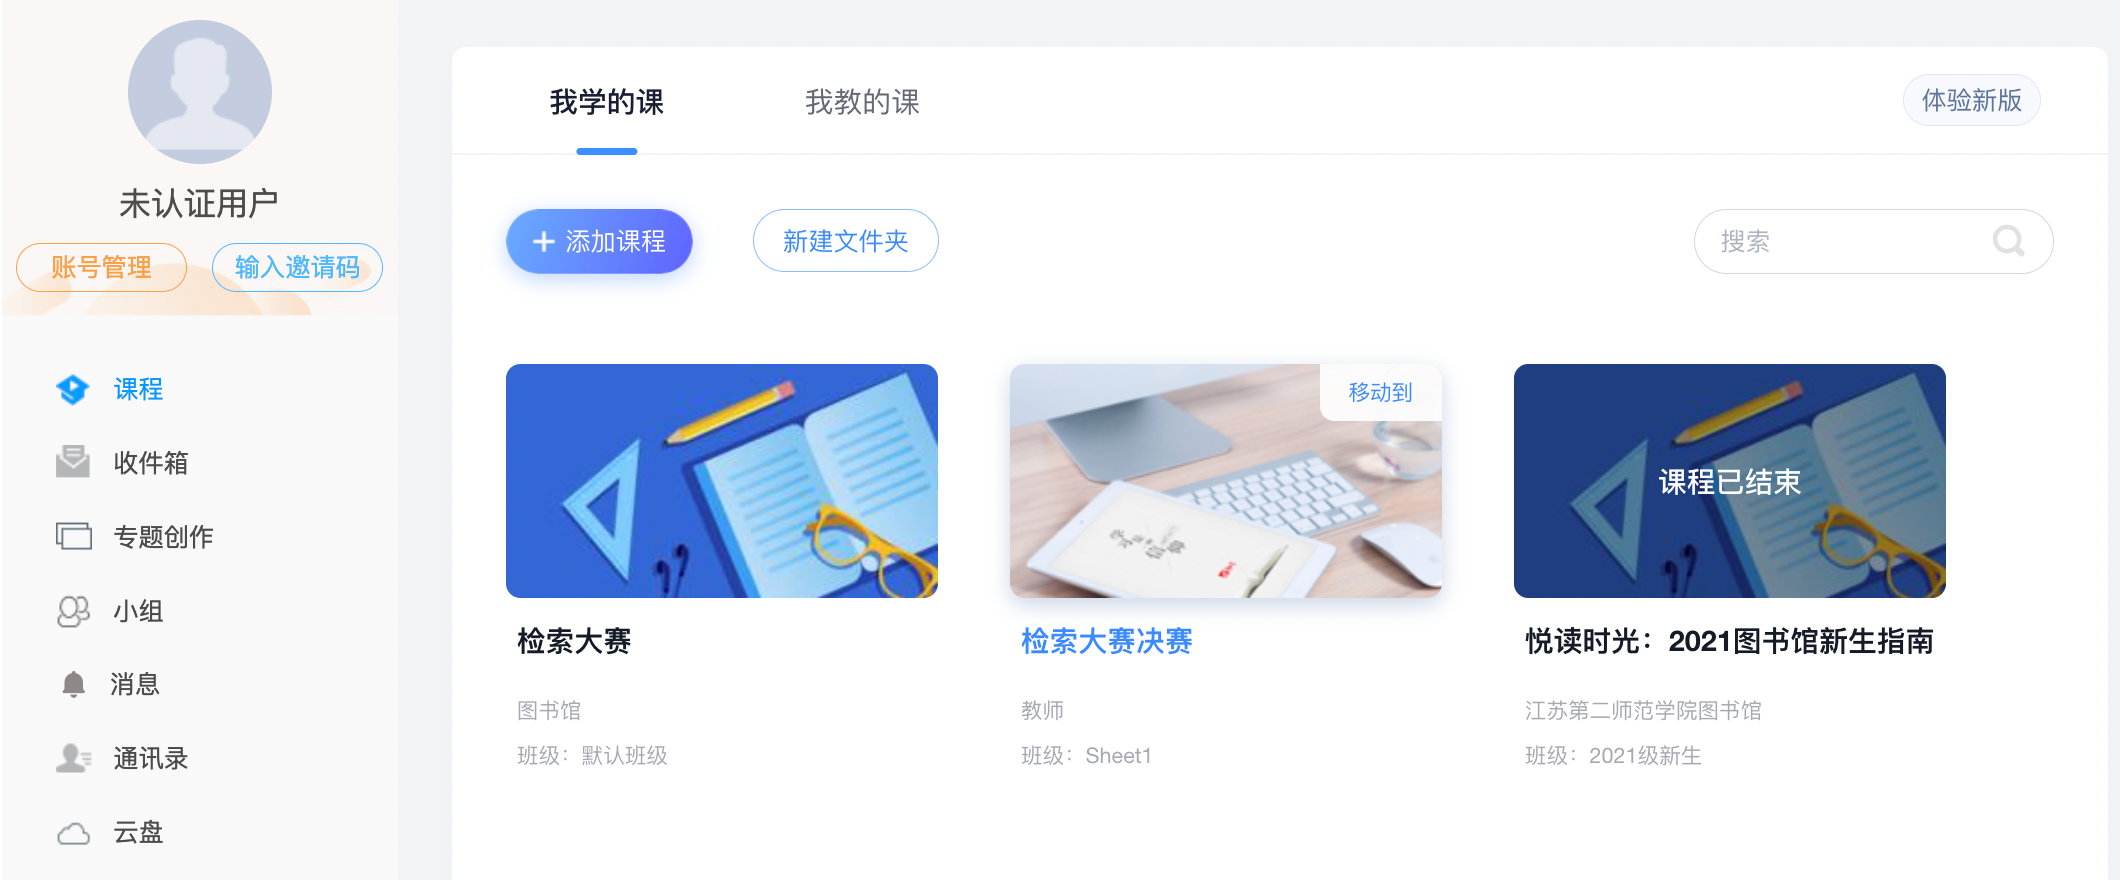 未认证用户
账号管理
输入邀请码
课程
收件箱
专题创作
小组
消息
通讯录
云盘
我学的课
我教的课
体验新版
添加课程
新建文件夹
搜索
移动到
课程已结束
检索大赛
图书馆
班级：默认班级
检索大赛决赛
教师
班级：Sheet1
悦读时光：2021图书馆新生指南
江苏第二师范学院图书馆
班级：2021级新生